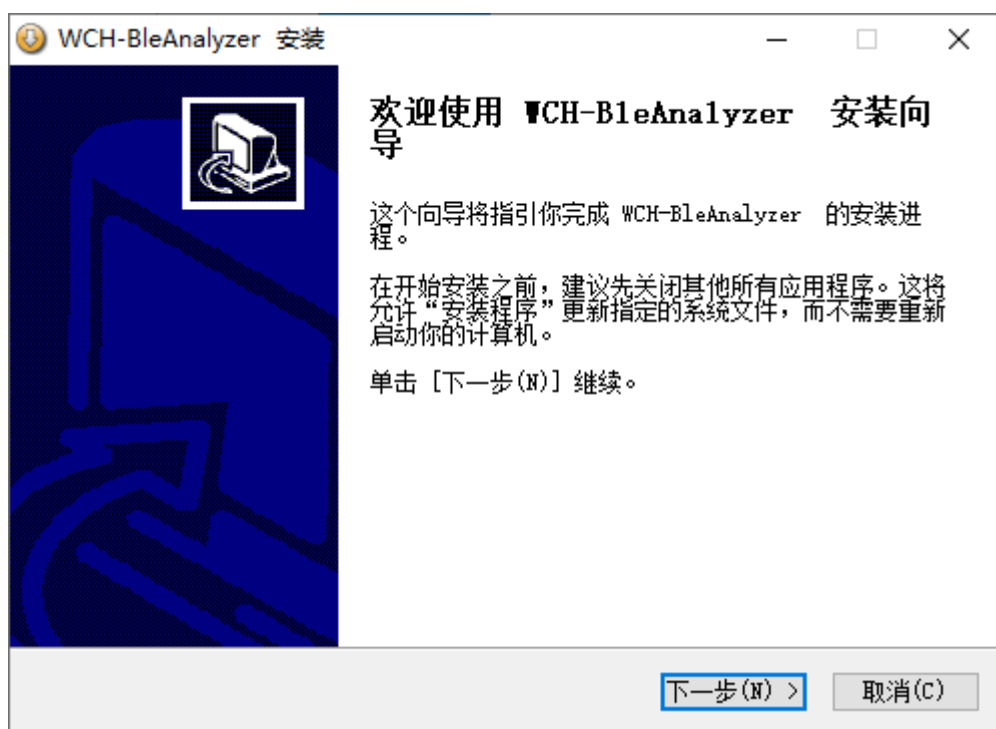 WCH-BleAnalyzer 安装
欢迎使用 WCH-BleAnalyzer 安装向
导
这个向导将指引你完成 WCH-BleAnalyzer 的安装进
程。
在开始安装之前，建议先关闭其他所有应用程序。这将
允许“安装程序”更新指定的系统文件，而不需要重新
启动你的计算机。
单击 [下一步(N)] 继续。
下一步(N) >
取消(C)